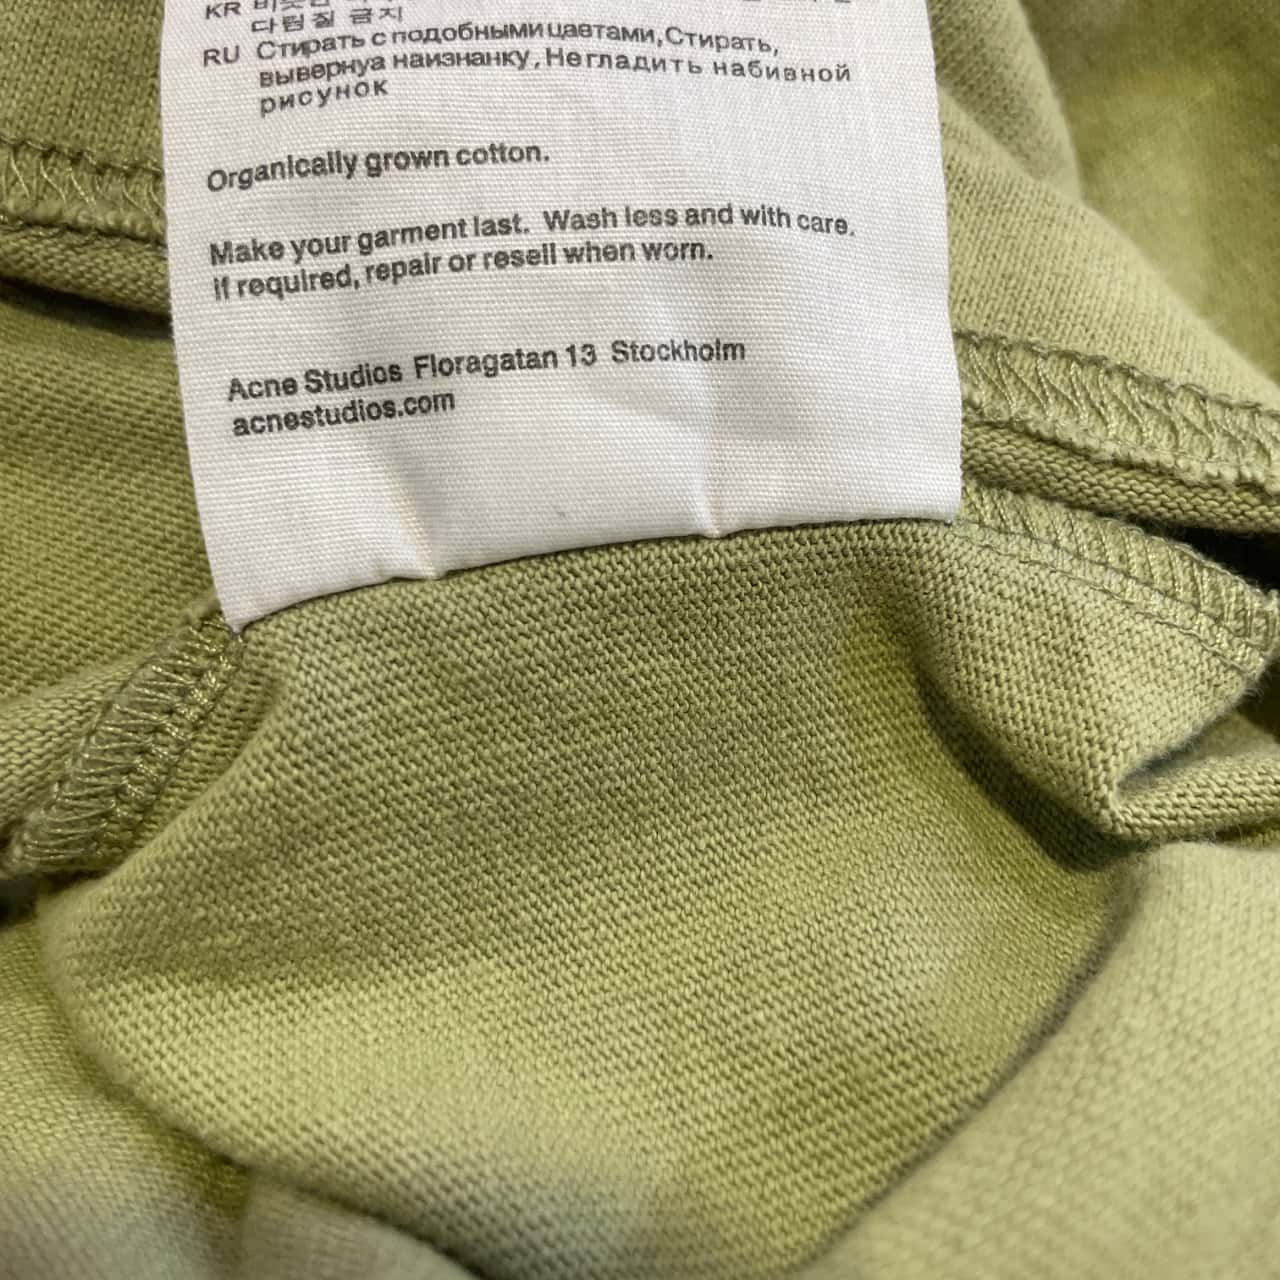 KR
다림질 금지
RU Стирать с подобными цветами, Стирать,
вывернуа наизнанку, Не гладить набивной
рисунок
Organically grown cotton.
Make your garment last. Wash less and with care.
If required, repair or resell when worn.
Acne Studios Floragatan 13 Stockholm
acnestudios.com